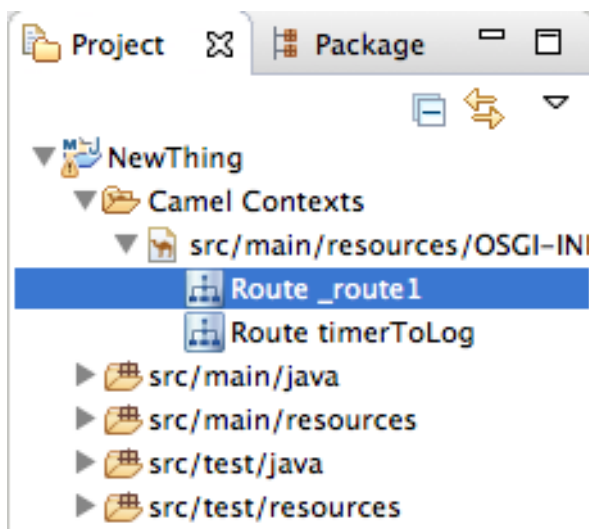 Project Package
NewThing
Camel Contexts
src/main/resources/OSGI-IN
Route _route1
Route timerToLog
src/main/java
src/main/resources
src/test/java
src/test/resources